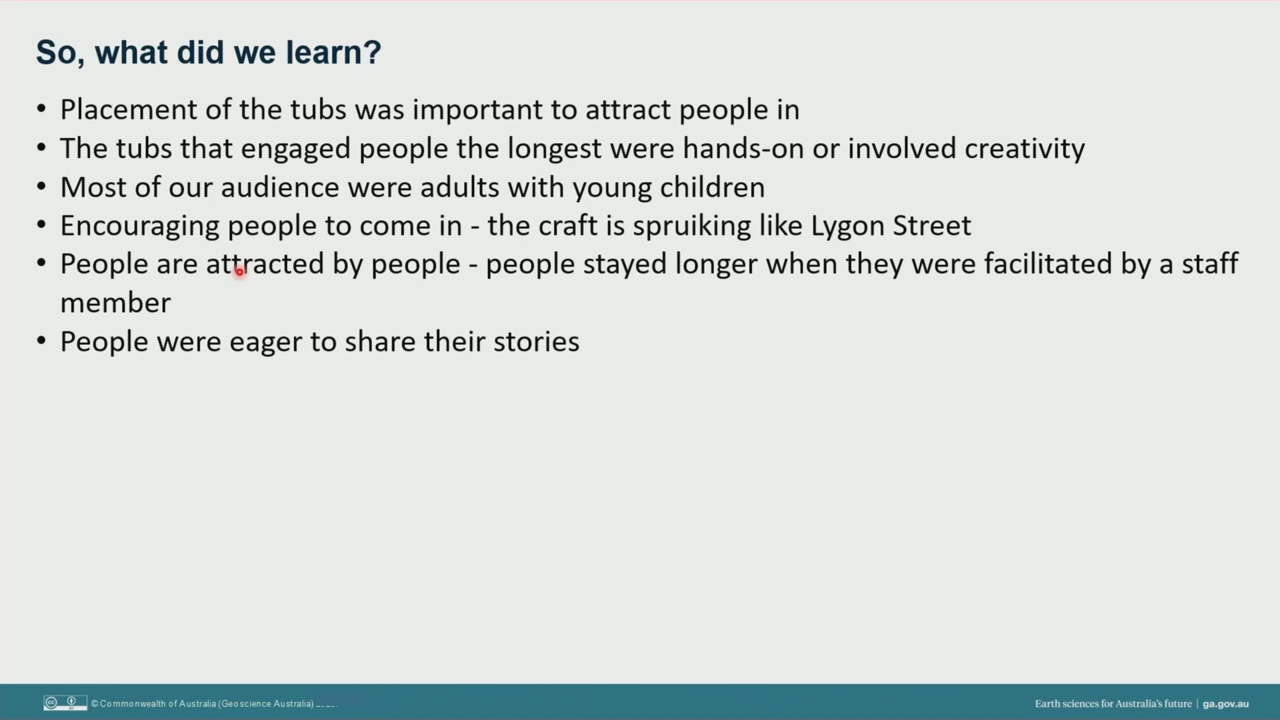 So, what did we learn?
• Placement of the tubs was important to attract people in
• The tubs that engaged people the longest were hands-on or involved creativity
• Most of our audience were adults with young children
• Encouraging people to come in - the craft is spruiking like Lygon Street
• People are attracted by people - people stayed longer when they were facilitated by a staff
member
• People were eager to share their stories
© Commonwealth of Australia (Geoscience Australia)
Earth sciences for Australia's future | ga.gov.au